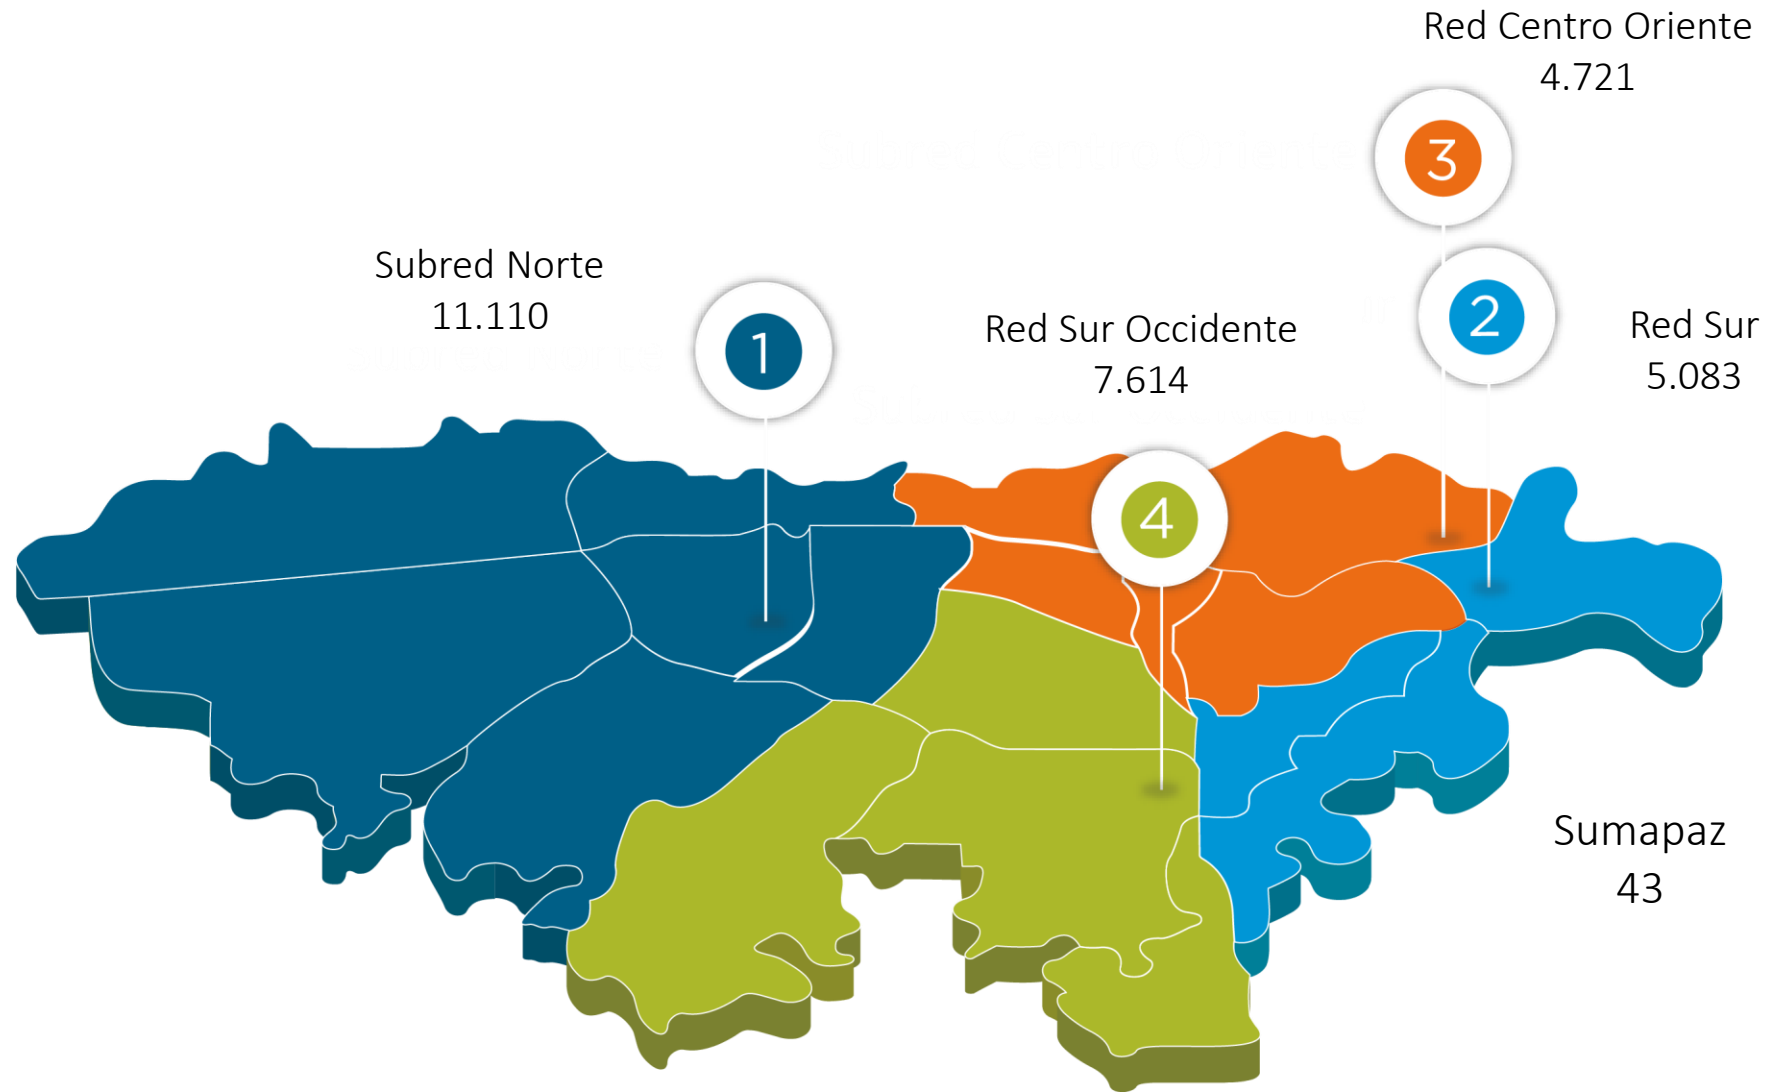 Red Centro Oriente
4.721
3
Subred Norte
11.110
1
Red Sur Occidente
7.614
2
Red Sur
5.083
4
Sumapaz
43